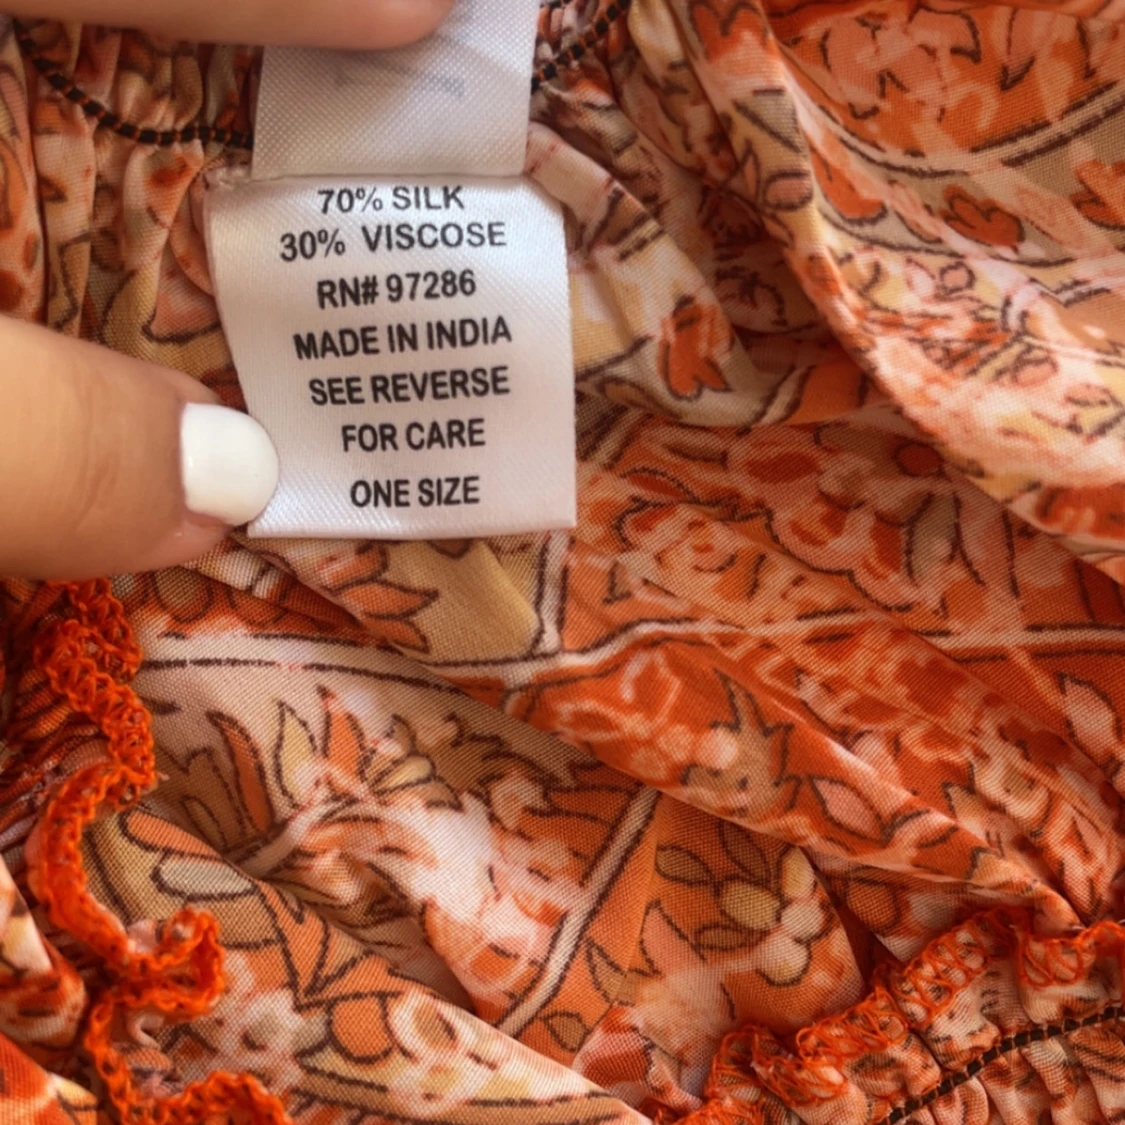 70% SILK
30% VISCOSE
RN# 97286
MADE IN INDIA
SEE REVERSE
FOR CARE
ONE SIZE